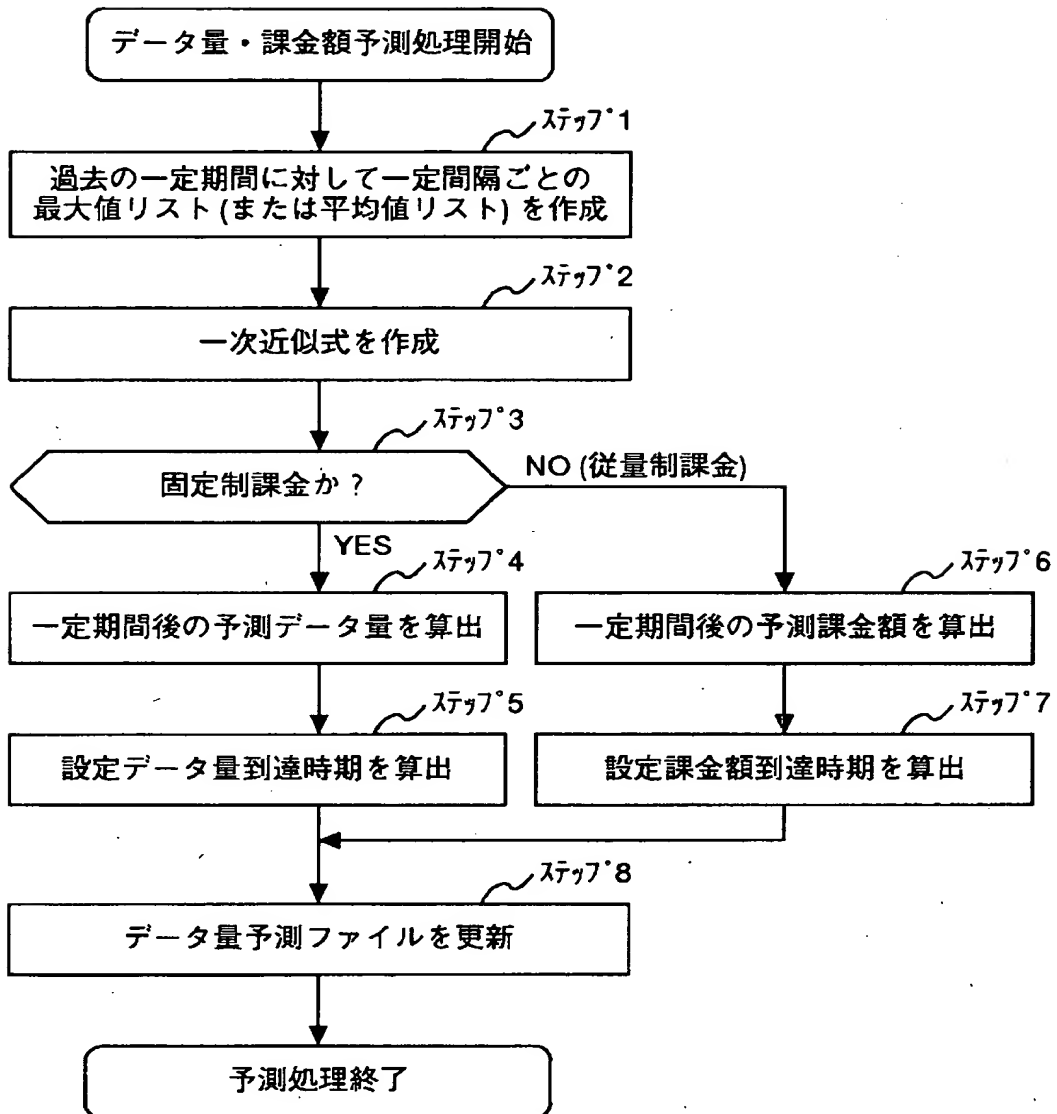 データ量・課金額予測処理開始
ステップ1
過去の一定期間に対して一定間隔ごとの
最大値リスト(または平均値リスト)を作成
ステップ2
一次近似式を作成
ステップ3
固定制課金か?
NO (従量制課金)
YES
ステップ4
一定期間後の予測データ量を算出
ステップ6
一定期間後の予測課金額を算出
ステップ5
設定データ量到達時期を算出
ステップ7
設定課金額到達時期を算出
ステップ8
データ量予測ファイルを更新
予測処理終了